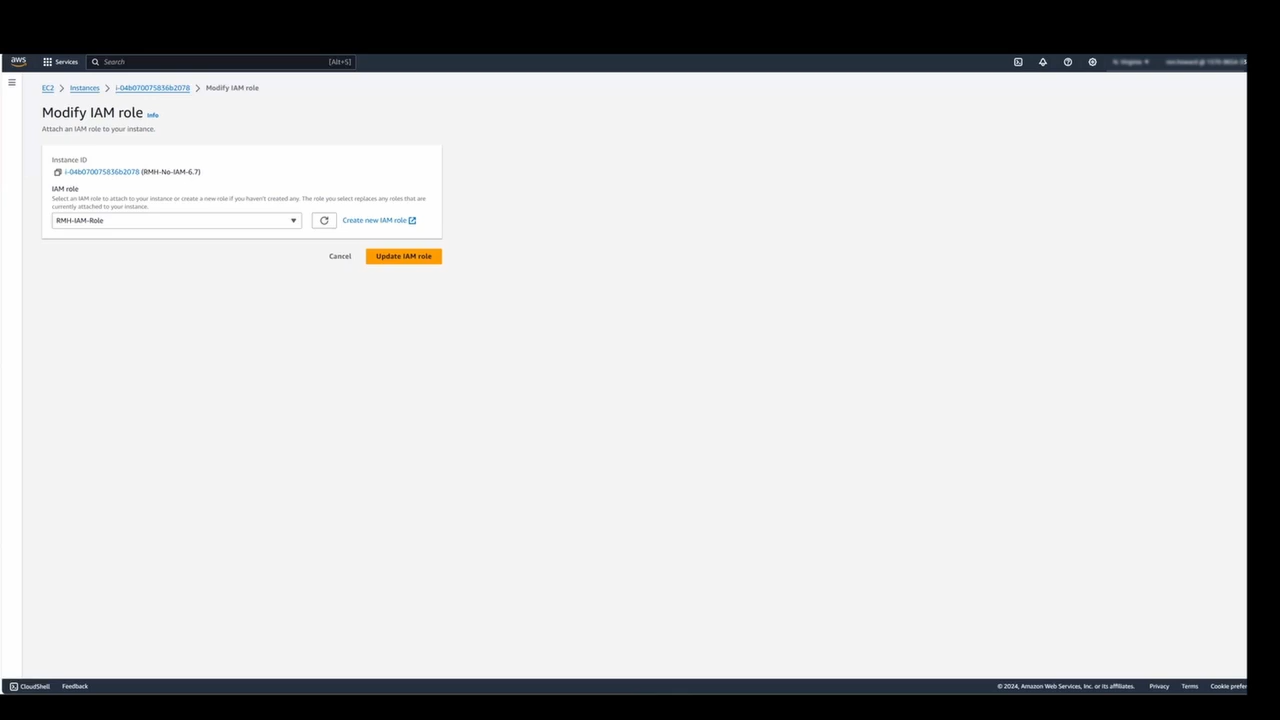 aws Services Search [Alt+S]
EC2 Instances i-04b070075836b2078 Modify IAM role
Modify IAM role Info
Attach an IAM role to your instance.
Instance ID
i-04b070075836b2078 (RMH-No-IAM-6.7)
IAM role
Select an IAM role to attach to your instance or create a new role if you haven't created any. The role you select replaces any roles that are
currently attached to your instance.
RMH-IAM-Role Create new IAM role
Cancel Update IAM role
CloudShell Feedback © 2024, Amazon Web Services, Inc. or its affiliates. Privacy Terms Cookie prefer